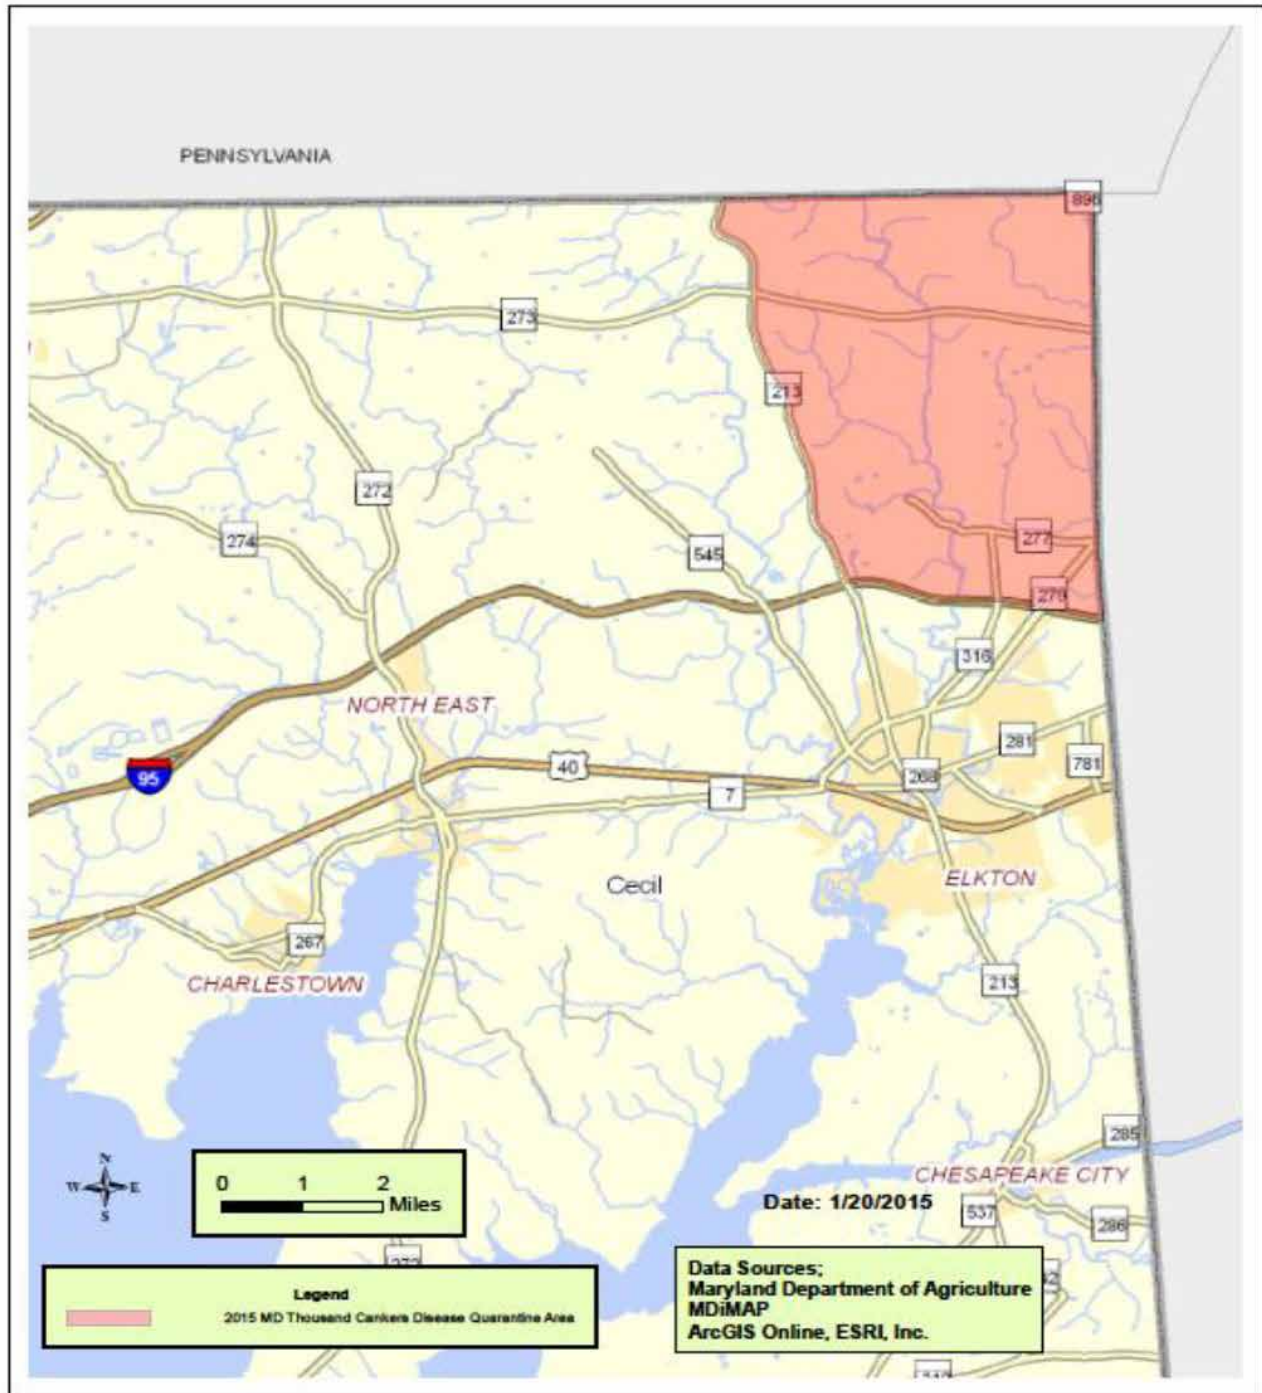 PENNSYLVANIA
896
273
213
272
274
545
277
279
316
NORTH EAST
281
95
40
781
268
7
Cecil
ELKTON
267
CHARLESTOWN
213
285
N
W E
S
0 1 2
Miles
CHESAPEAKE CITY
Date: 1/20/2015
537
286
272
Legend
2015 MD Thousand Cankers Disease Quarantine Area
Data Sources;
Maryland Department of Agriculture
MDiMAP
ArcGIS Online, ESRI, Inc.